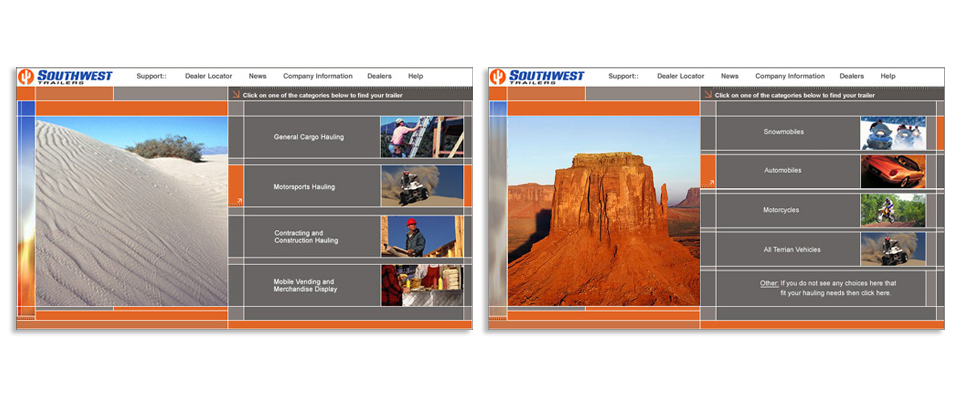 SOUTHWEST
TRAILERS
Support::
Dealer Locator
News
Company Information
Dealers
Help
Click on one of the categories below to find your trailer
General Cargo Hauling
Motorsports Hauling
Contracting and
Construction Hauling
Mobile Vending and
Merchandise Display
SOUTHWEST
TRAILERS
Support::
Dealer Locator
News
Company Information
Dealers
Help
Click on one of the categories below to find your trailer
Snowmobiles
Automobiles
Motorcycles
All Terrian Vehicles
Other: If you do not see any choices here that
fit your hauling needs then click here.